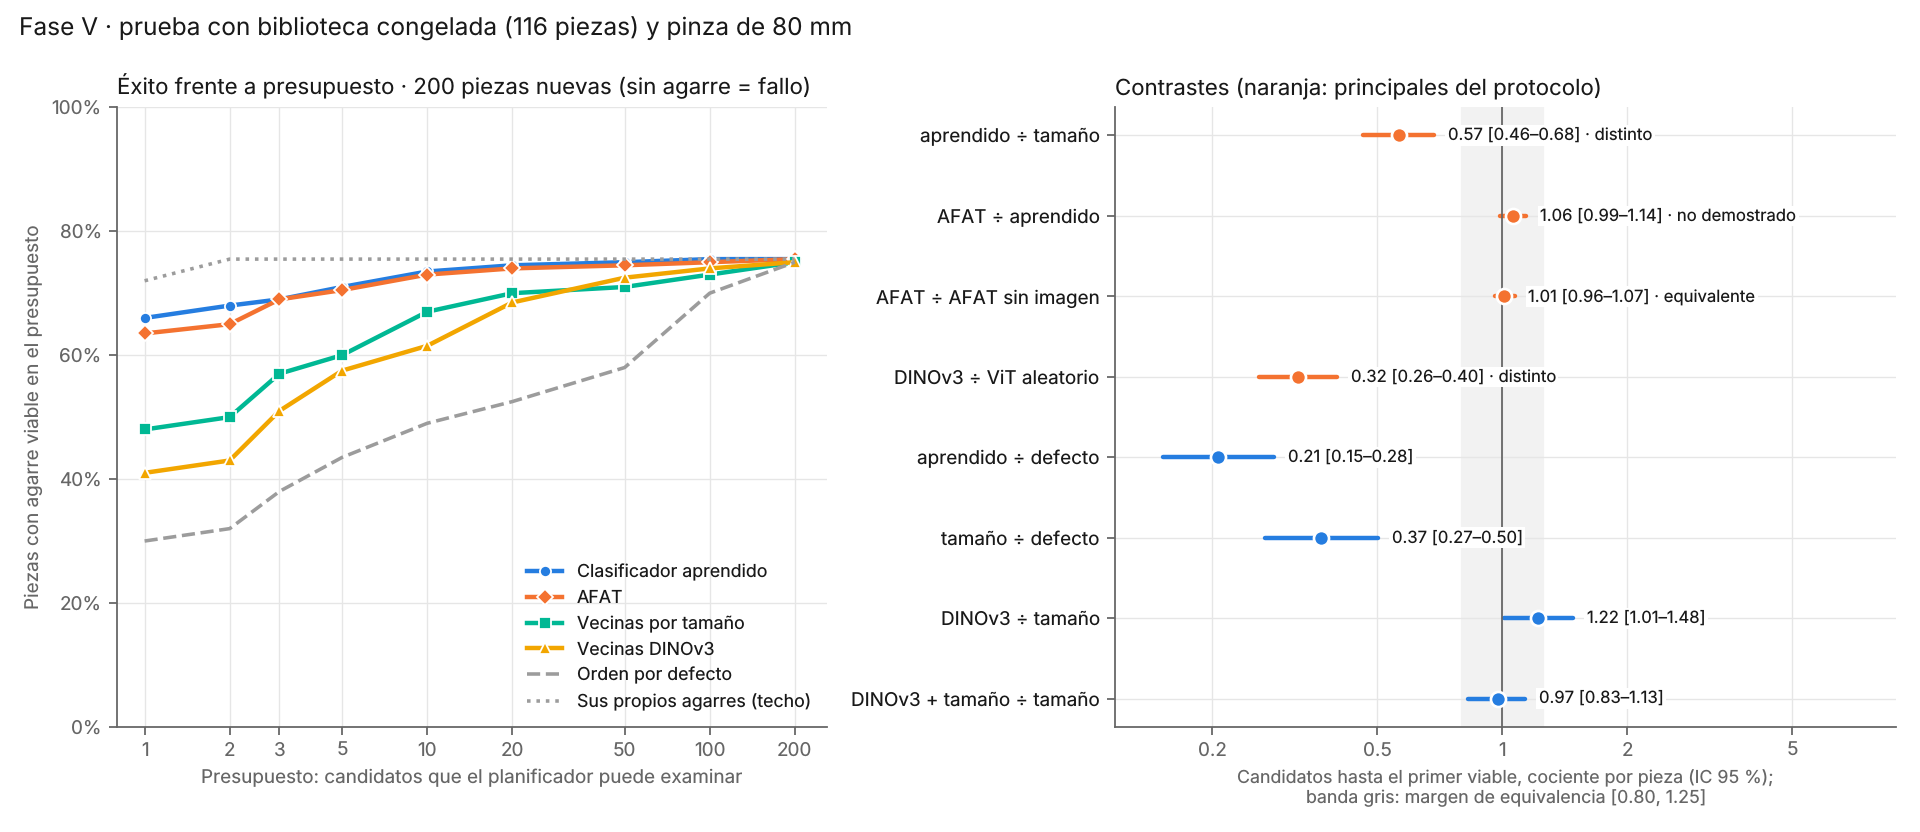 Fase V · prueba con biblioteca congelada (116 piezas) y pinza de 80 mm
Éxito frente a presupuesto · 200 piezas nuevas (sin agarre = fallo)
100%
80%
60%
40%
20%
0%
Piezas con agarre viable en el presupuesto
Clasificador aprendido
AFAT
Vecinas por tamaño
Vecinas DINOv3
Orden por defecto
Sus propios agarres (techo)
1 2 3 5 10 20 50 100 200
Presupuesto: candidatos que el planificador puede examinar
Contrastes (naranja: principales del protocolo)
aprendido ÷ tamaño 0.57 [0.46–0.68] · distinto
AFAT ÷ aprendido 1.06 [0.99–1.14] · no demostrado
AFAT ÷ AFAT sin imagen 1.01 [0.96–1.07] · equivalente
DINOv3 ÷ ViT aleatorio 0.32 [0.26–0.40] · distinto
aprendido ÷ defecto 0.21 [0.15–0.28]
tamaño ÷ defecto 0.37 [0.27–0.50]
DINOv3 ÷ tamaño 1.22 [1.01–1.48]
DINOv3 + tamaño ÷ tamaño 0.97 [0.83–1.13]
0.2 0.5 1 2 5
Candidatos hasta el primer viable, cociente por pieza (IC 95 %);
banda gris: margen de equivalencia [0.80, 1.25]